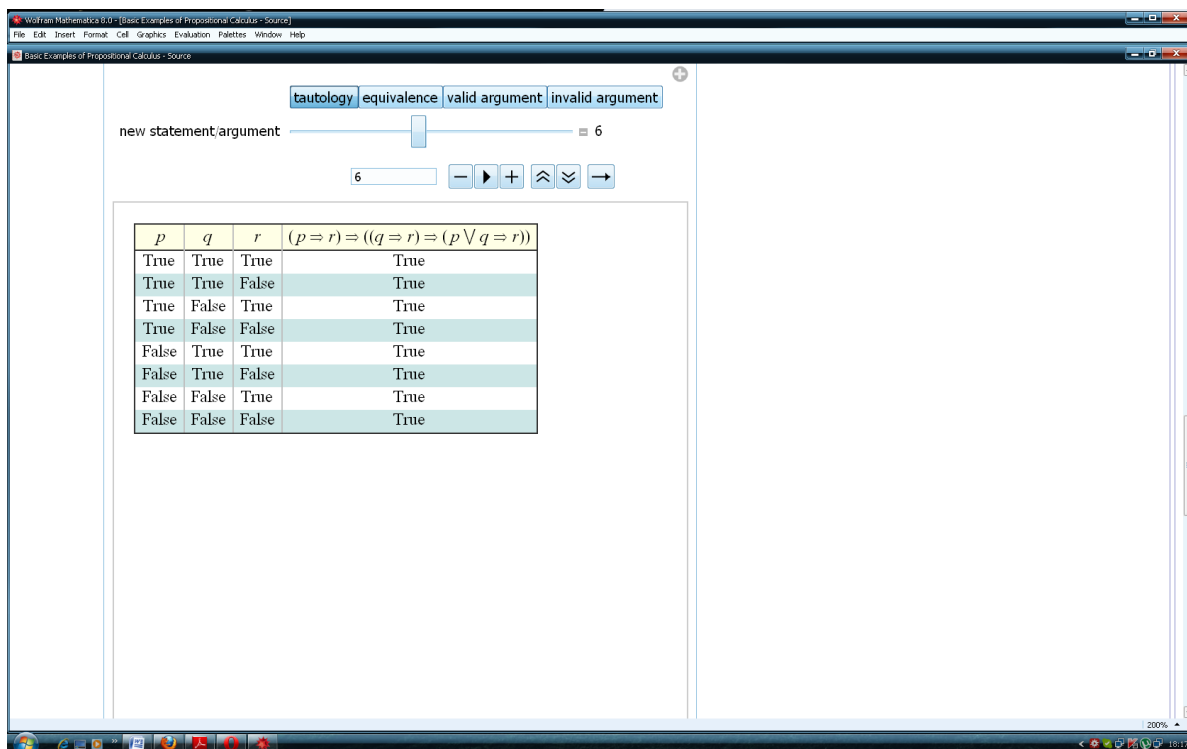 Wolfram Mathematica 8.0 - [Basic Examples of Propositional Calculus - Source]
File Edit Insert Format Cell Graphics Evaluation Palettes Window Help
Basic Examples of Propositional Calculus - Source
tautology equivalence valid argument invalid argument
new statement/argument 6
6
p q r (p ⇒ r) ⇒ ((q ⇒ r) ⇒ (p ⋁ q ⇒ r))
True True True True
True True False True
True False True True
True False False True
False True True True
False True False True
False False True True
False False False True
200%